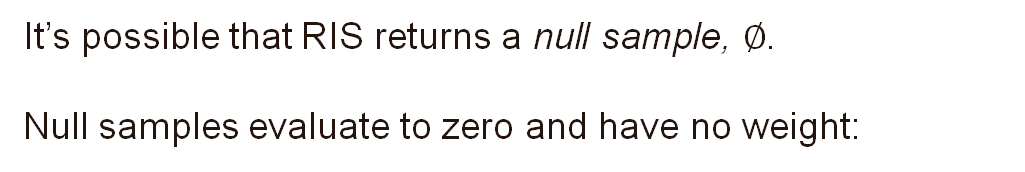 It’s possible that RIS returns a null sample, ∅.
Null samples evaluate to zero and have no weight: